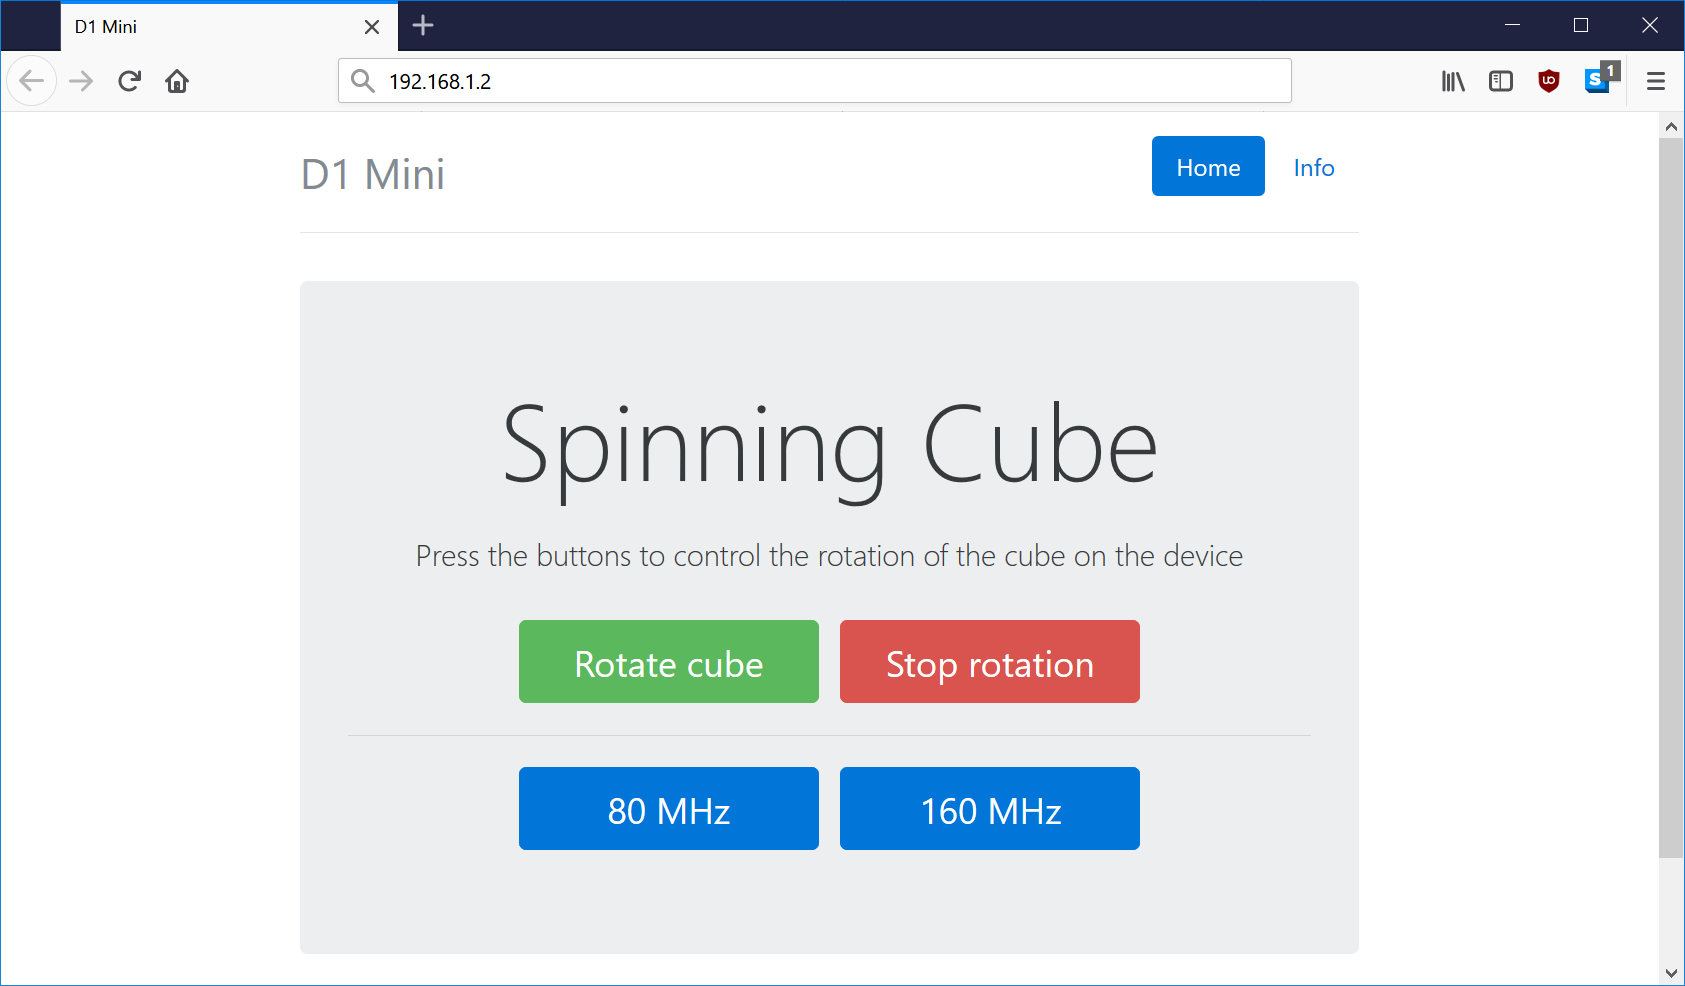 D1 Mini
192.168.1.2
1
D1 Mini
Home Info
Spinning Cube
Press the buttons to control the rotation of the cube on the device
Rotate cube Stop rotation
80 MHz 160 MHz